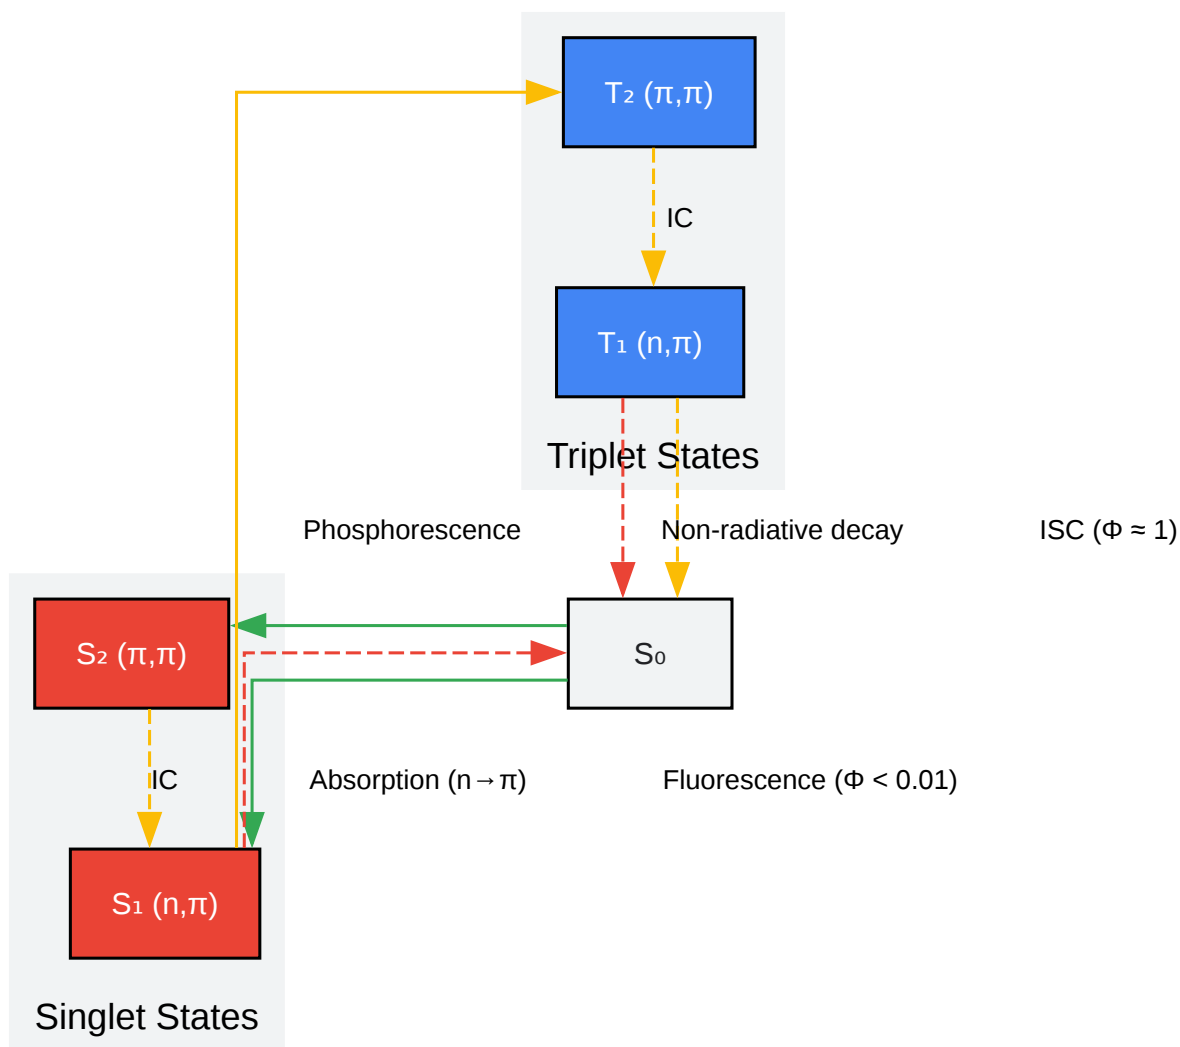 T₂ (π,π)
IC
T₁ (n,π)
Triplet States
Phosphorescence
Non-radiative decay
ISC (Φ ≈ 1)
S₂ (π,π)
S₀
IC
Absorption (n→π)
Fluorescence (Φ < 0.01)
S₁ (n,π)
Singlet States